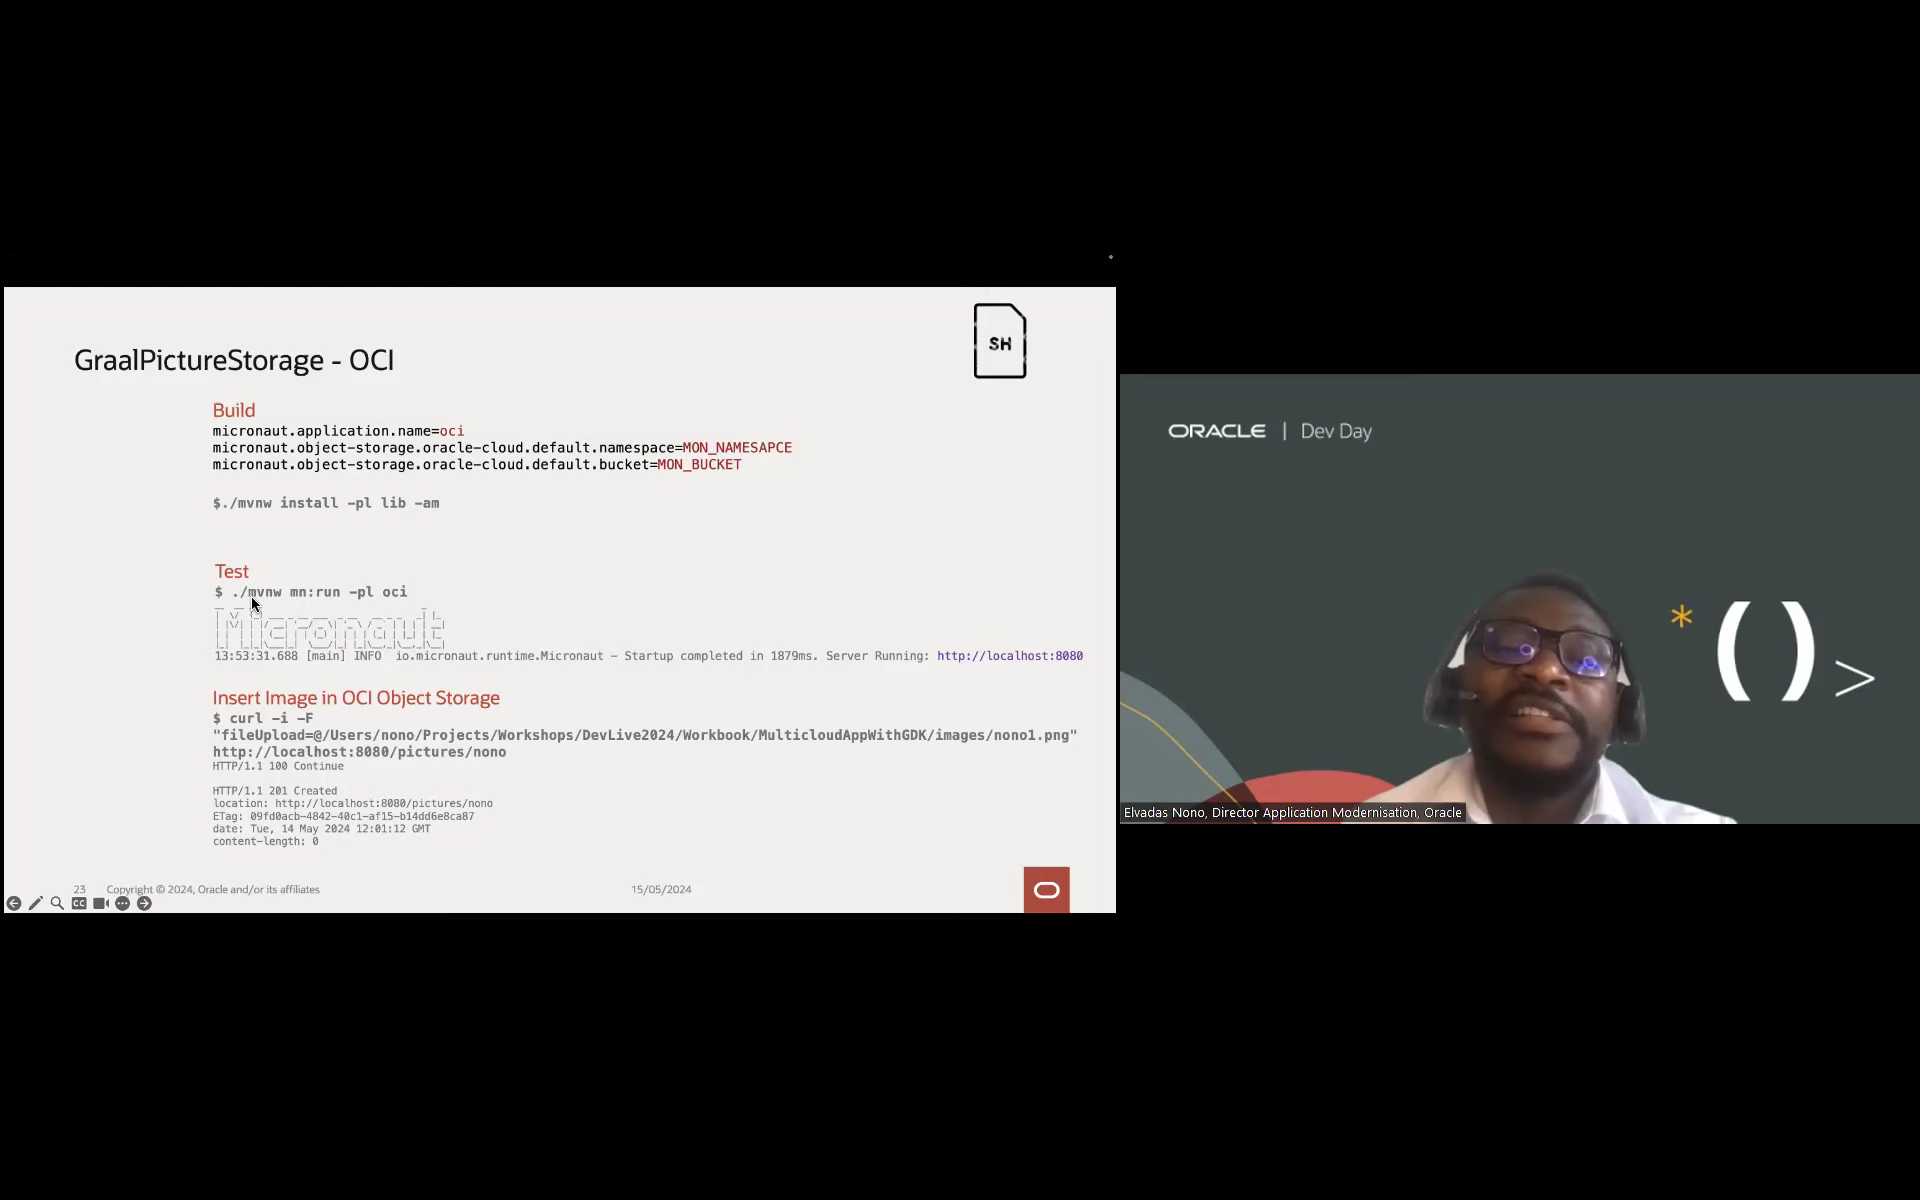 SH
GraalPictureStorage - OCI
Build
micronaut.application.name=oci
micronaut.object-storage.oracle-cloud.default.namespace=MON_NAMESAPCE
micronaut.object-storage.oracle-cloud.default.bucket=MON_BUCKET
$./mvnw install -pl lib -am
Test
$ ./mvnw mn:run -pl oci
Micronaut
13:53:31.688 [main] INFO  io.micronaut.runtime.Micronaut - Startup completed in 1879ms. Server Running: http://localhost:8080
Insert Image in OCI Object Storage
$ curl -i -F
"fileUpload=@/Users/nono/Projects/Workshops/DevLive2024/Workbook/MulticloudAppWithGDK/images/nono1.png"
http://localhost:8080/pictures/nono
HTTP/1.1 100 Continue
HTTP/1.1 201 Created
location: http://localhost:8080/pictures/nono
ETag: 09fd0acb-4842-40c1-af15-b14dd6e8ca87
date: Tue, 14 May 2024 12:01:12 GMT
content-length: 0
23 Copyright © 2024, Oracle and/or its affiliates 15/05/2024
CC
ORACLE | Dev Day
* ( ) >
Elvadas Nono, Director Application Modernisation, Oracle